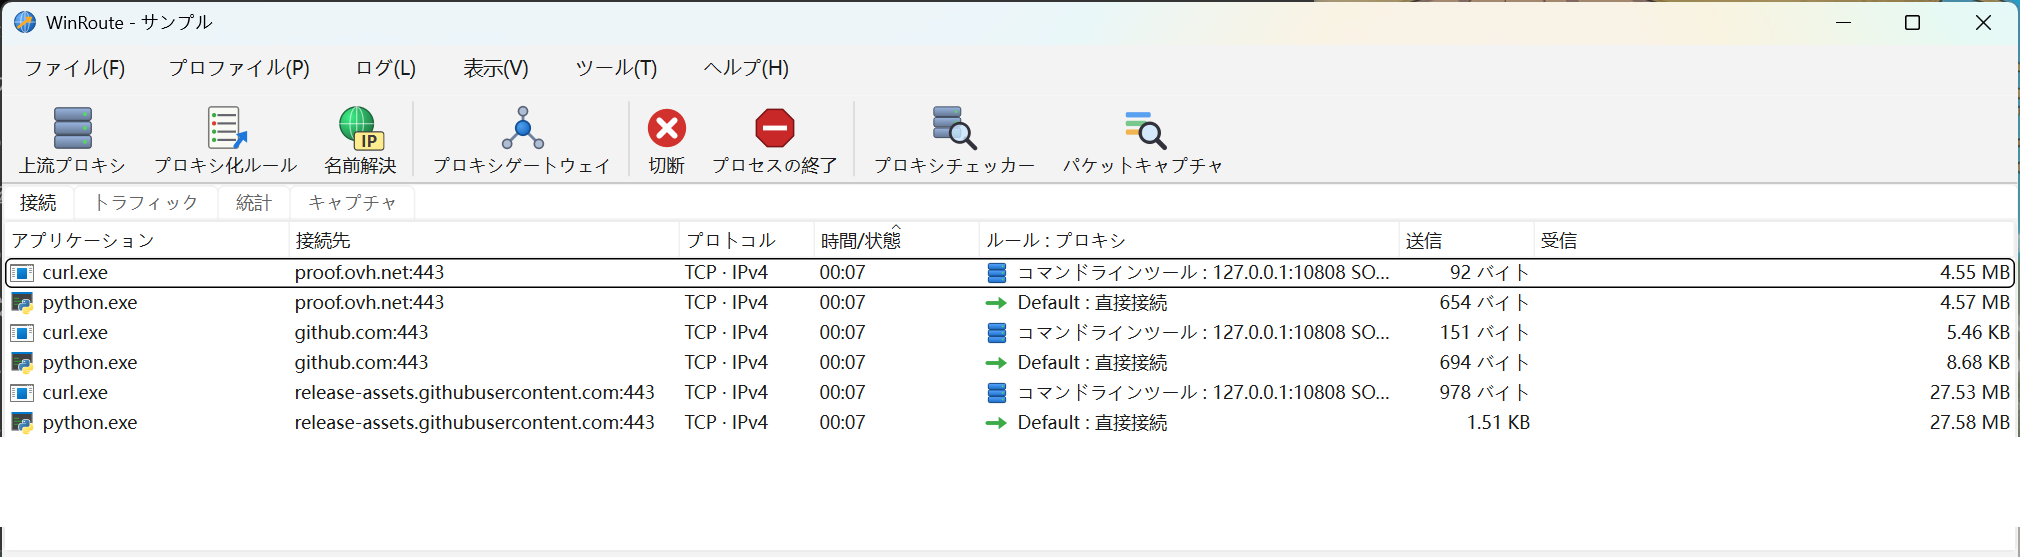 WinRoute - サンプル
ファイル(F) プロファイル(P) ログ(L) 表示(V) ツール(T) ヘルプ(H)
IP
上流プロキシ プロキシ化ルール 名前解決 プロキシゲートウェイ 切断 プロセスの終了 プロキシチェッカー パケットキャプチャ
接続 トラフィック 統計 キャプチャ
アプリケーション 接続先 プロトコル 時間/状態 ルール : プロキシ 送信 受信
curl.exe proof.ovh.net:443 TCP · IPv4 00:07 コマンドラインツール : 127.0.0.1:10808 SO... 92 バイト 4.55 MB
python.exe proof.ovh.net:443 TCP · IPv4 00:07 Default : 直接接続 654 バイト 4.57 MB
curl.exe github.com:443 TCP · IPv4 00:07 コマンドラインツール : 127.0.0.1:10808 SO... 151 バイト 5.46 KB
python.exe github.com:443 TCP · IPv4 00:07 Default : 直接接続 694 バイト 8.68 KB
curl.exe release-assets.githubusercontent.com:443 TCP · IPv4 00:07 コマンドラインツール : 127.0.0.1:10808 SO... 978 バイト 27.53 MB
python.exe release-assets.githubusercontent.com:443 TCP · IPv4 00:07 Default : 直接接続 1.51 KB 27.58 MB